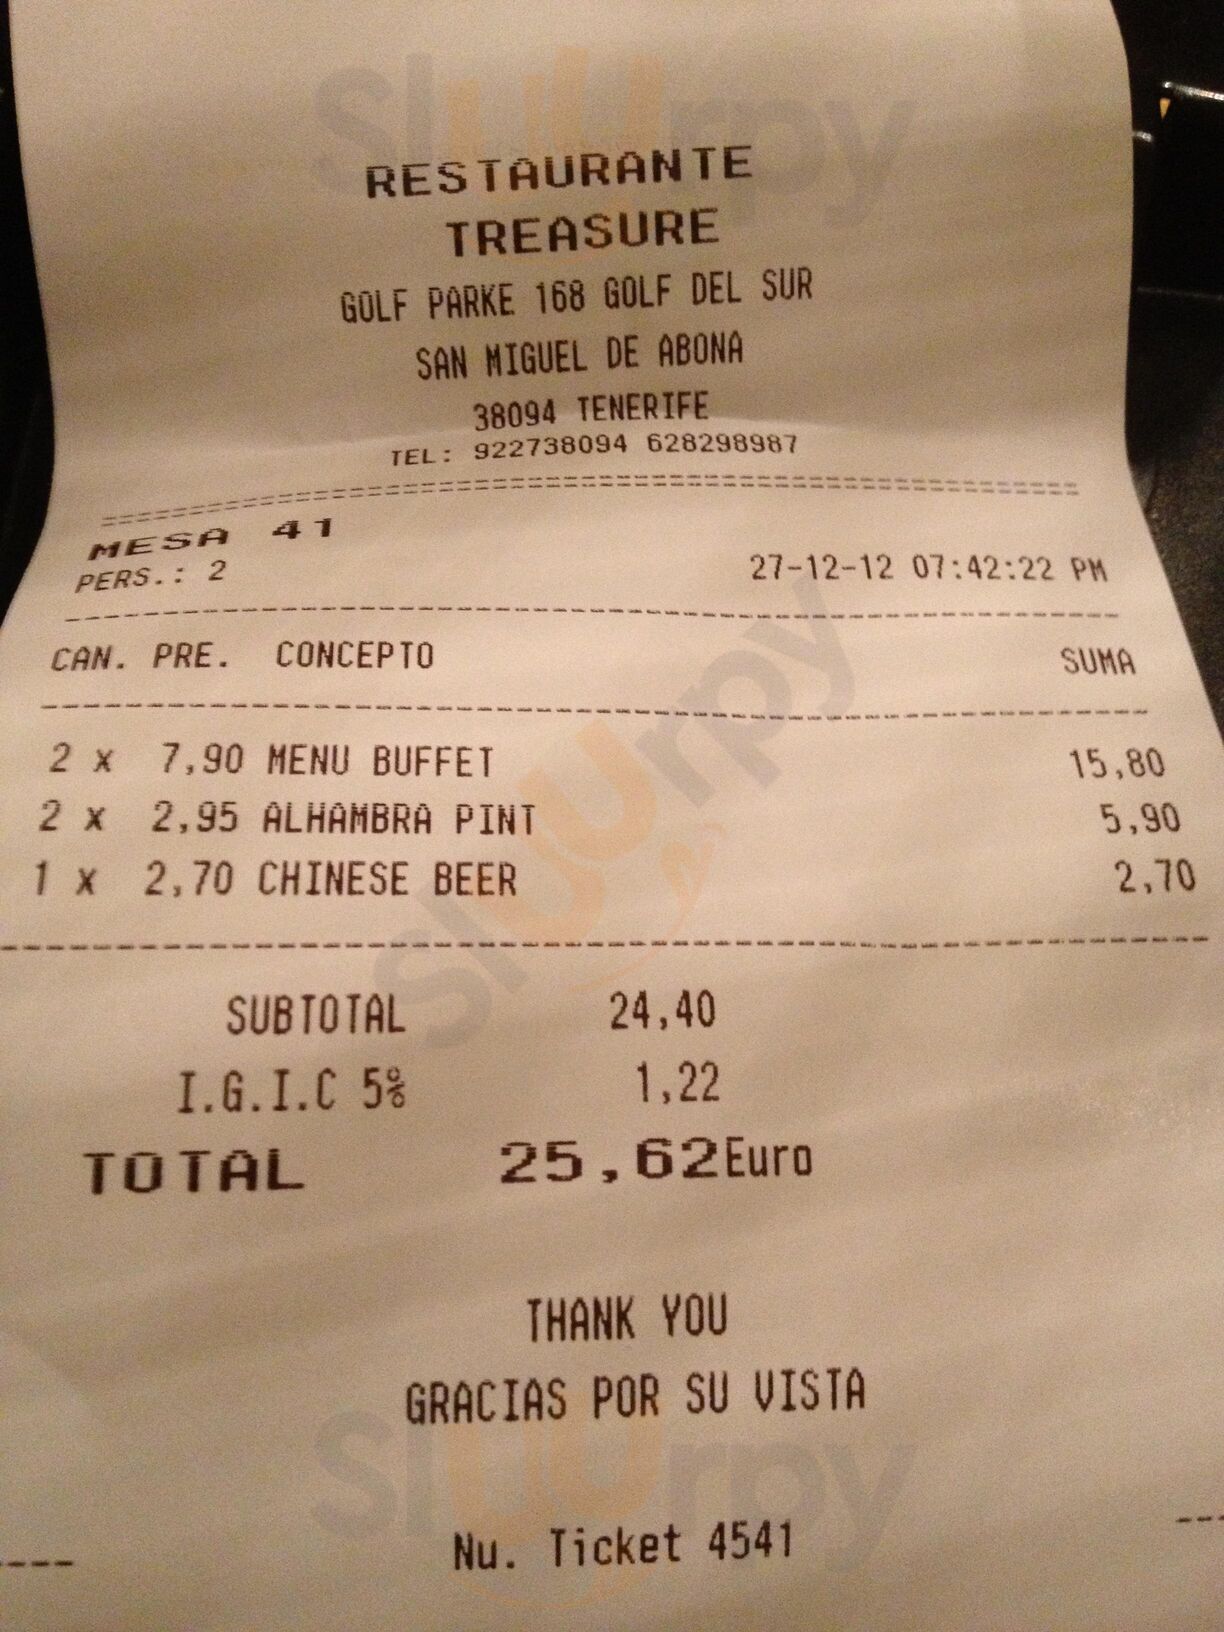 RESTAURANTE
TREASURE
GOLF PARKE 168 GOLF DEL SUR
SAN MIGUEL DE ABONA
38094 TENERIFE
TEL: 922738094 628298987
MESA 41
PERS.: 2 27-12-12 07:42:22 PM
CAN. PRE. CONCEPTO SUMA
2 x 7,90 MENU BUFFET 15,80
2 x 2,95 ALHAMBRA PINT 5,90
1 x 2,70 CHINESE BEER 2,70
SUBTOTAL 24,40
I.G.I.C 5% 1,22
TOTAL 25,62Euro
THANK YOU
GRACIAS POR SU VISTA
Nu. Ticket 4541
Sluurpy
Sluurpy
Sluurpy